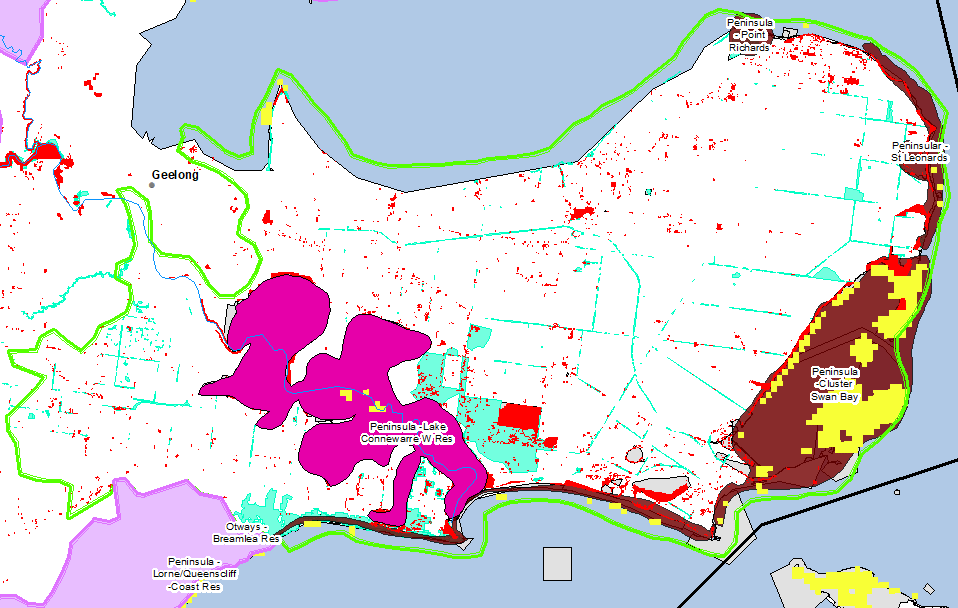 Peninsula
- Point
Richards
Peninsular -
St Leonards
Geelong
Peninsula
-Cluster
Swan Bay
Peninsula -Lake
Connewarre W Res
Otways -
Breamlea Res
Peninsula -
Lorne/Queenscliff
-Coast Res